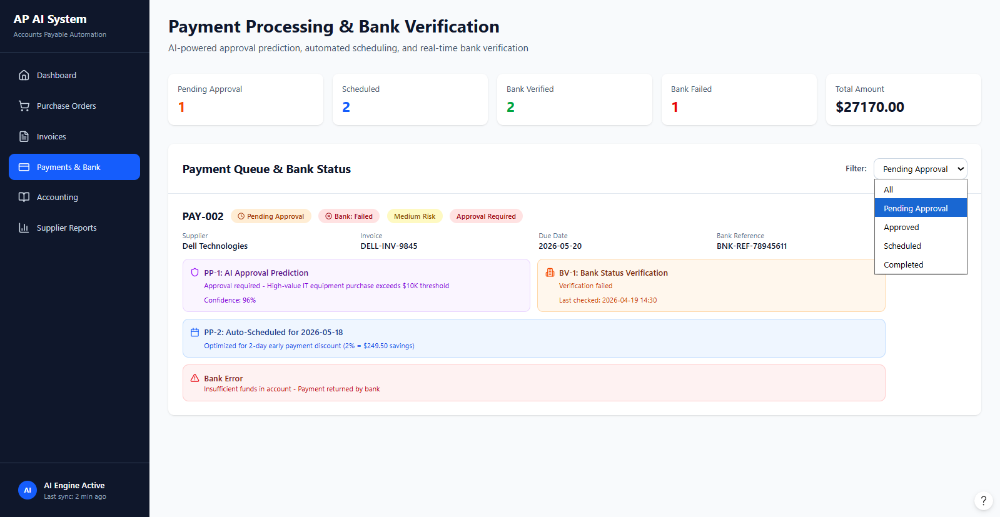 AP AI System
Accounts Payable Automation
Dashboard
Purchase Orders
Invoices
Payments & Bank
Accounting
Supplier Reports
AI
AI Engine Active
Last sync: 2 min ago
Payment Processing & Bank Verification
AI-powered approval prediction, automated scheduling, and real-time bank verification
Pending Approval
1
Scheduled
2
Bank Verified
2
Bank Failed
1
Total Amount
$27170.00
Payment Queue & Bank Status
Filter:
Pending Approval
All
Pending Approval
Approved
Scheduled
Completed
PAY-002
Pending Approval
Bank: Failed
Medium Risk
Approval Required
Supplier
Dell Technologies
Invoice
DELL-INV-9845
Due Date
2026-05-20
Bank Reference
BNK-REF-78945611
PP-1: AI Approval Prediction
Approval required - High-value IT equipment purchase exceeds $10K threshold
Confidence: 96%
BV-1: Bank Status Verification
Verification failed
Last checked: 2026-04-19 14:30
PP-2: Auto-Scheduled for 2026-05-18
Optimized for 2-day early payment discount (2% = $249.50 savings)
Bank Error
Insufficient funds in account - Payment returned by bank
?